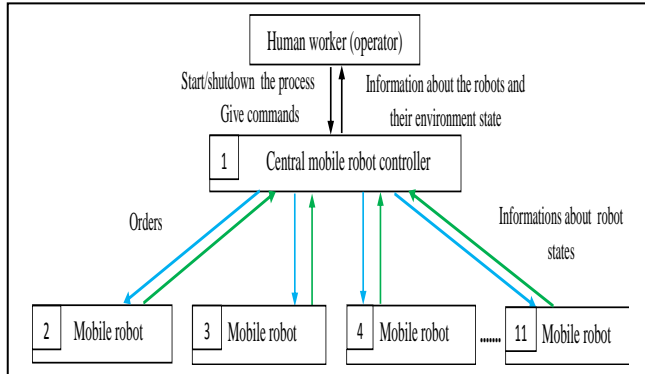 Human worker (operator)
Start/shutdown the process
Give commands
Information about the robots and
their environment state
1 Central mobile robot controller
Orders
Informations about robot
states
2 Mobile robot
3 Mobile robot
4 Mobile robot
.......
11 Mobile robot